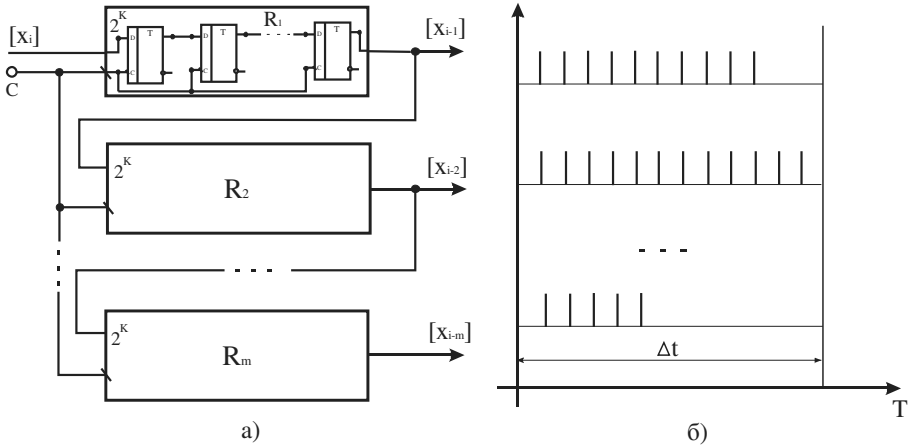 2ᴷ R₁
[xᵢ] [xᵢ₋₁]
D T D T D T
C C C
C
2ᴷ R₂ [xᵢ₋₂]
2ᴷ Rₘ [xᵢ₋ₘ]
а)
T
Δt
T
б)